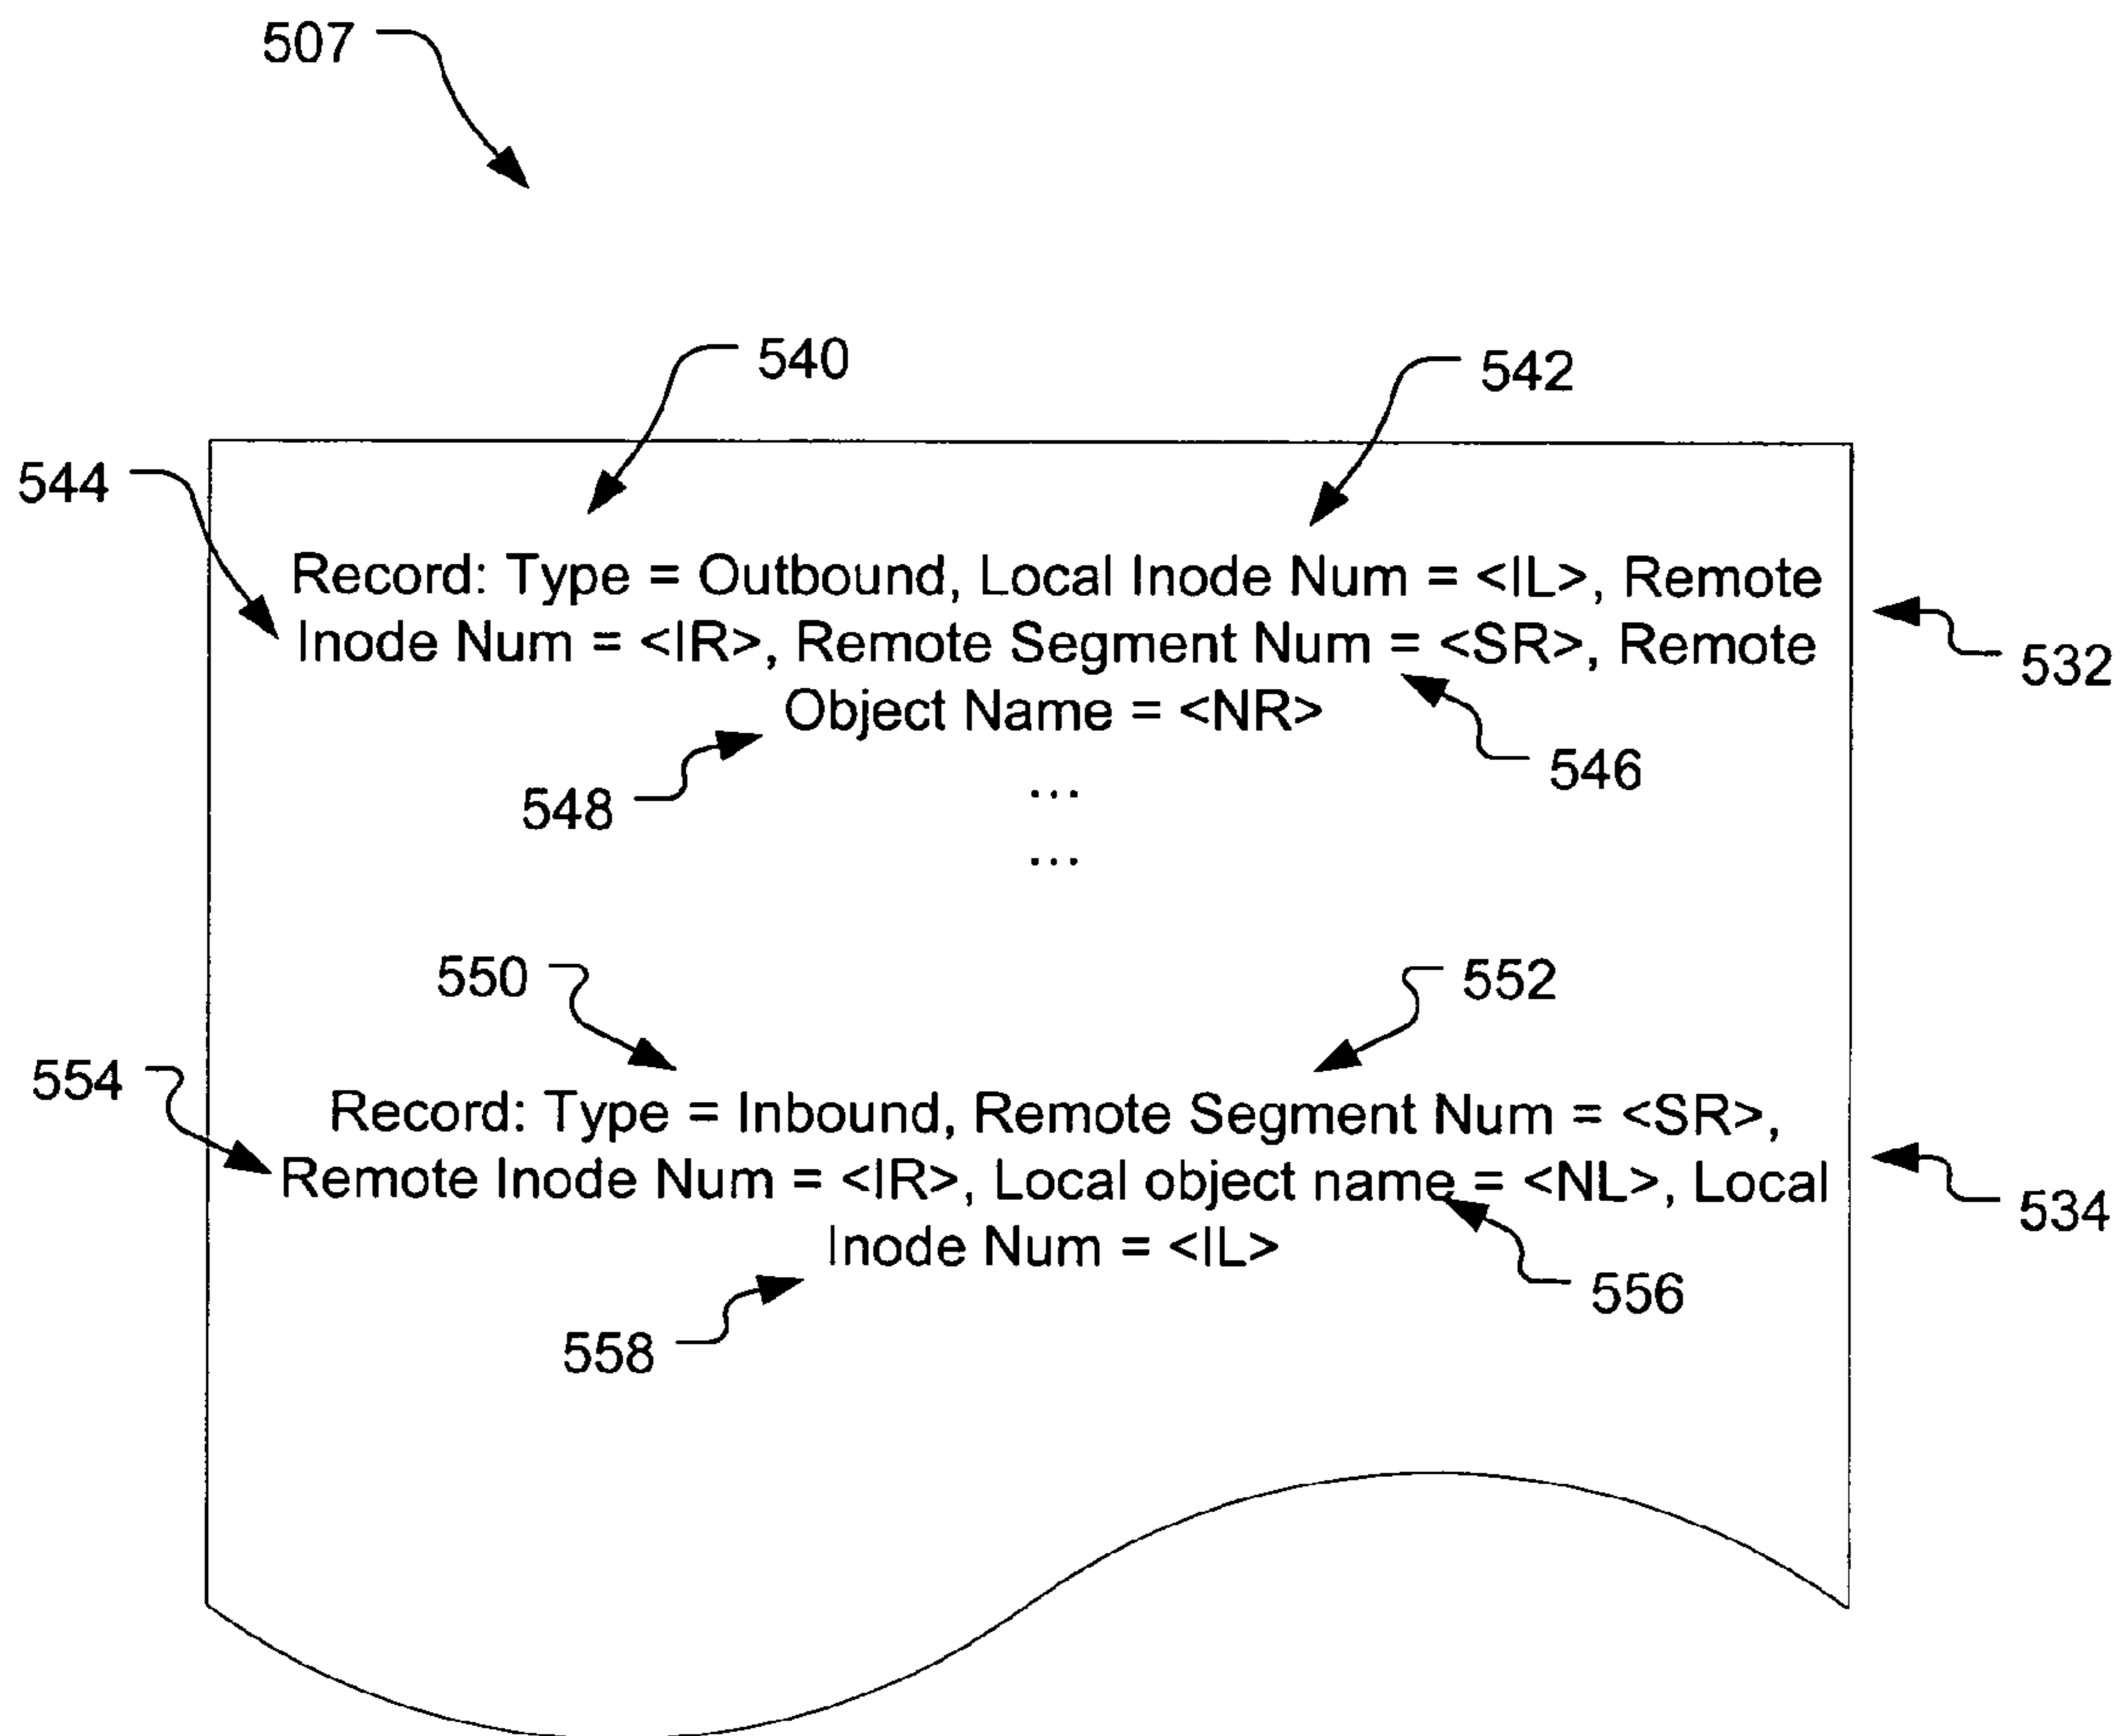 507
540
542
544
Record: Type = Outbound, Local Inode Num = <IL>, Remote
Inode Num = <IR>, Remote Segment Num = <SR>, Remote
532
Object Name = <NR>
546
548
...
...
550
552
554
Record: Type = Inbound, Remote Segment Num = <SR>,
Remote Inode Num = <IR>, Local object name = <NL>, Local
534
Inode Num = <IL>
556
558